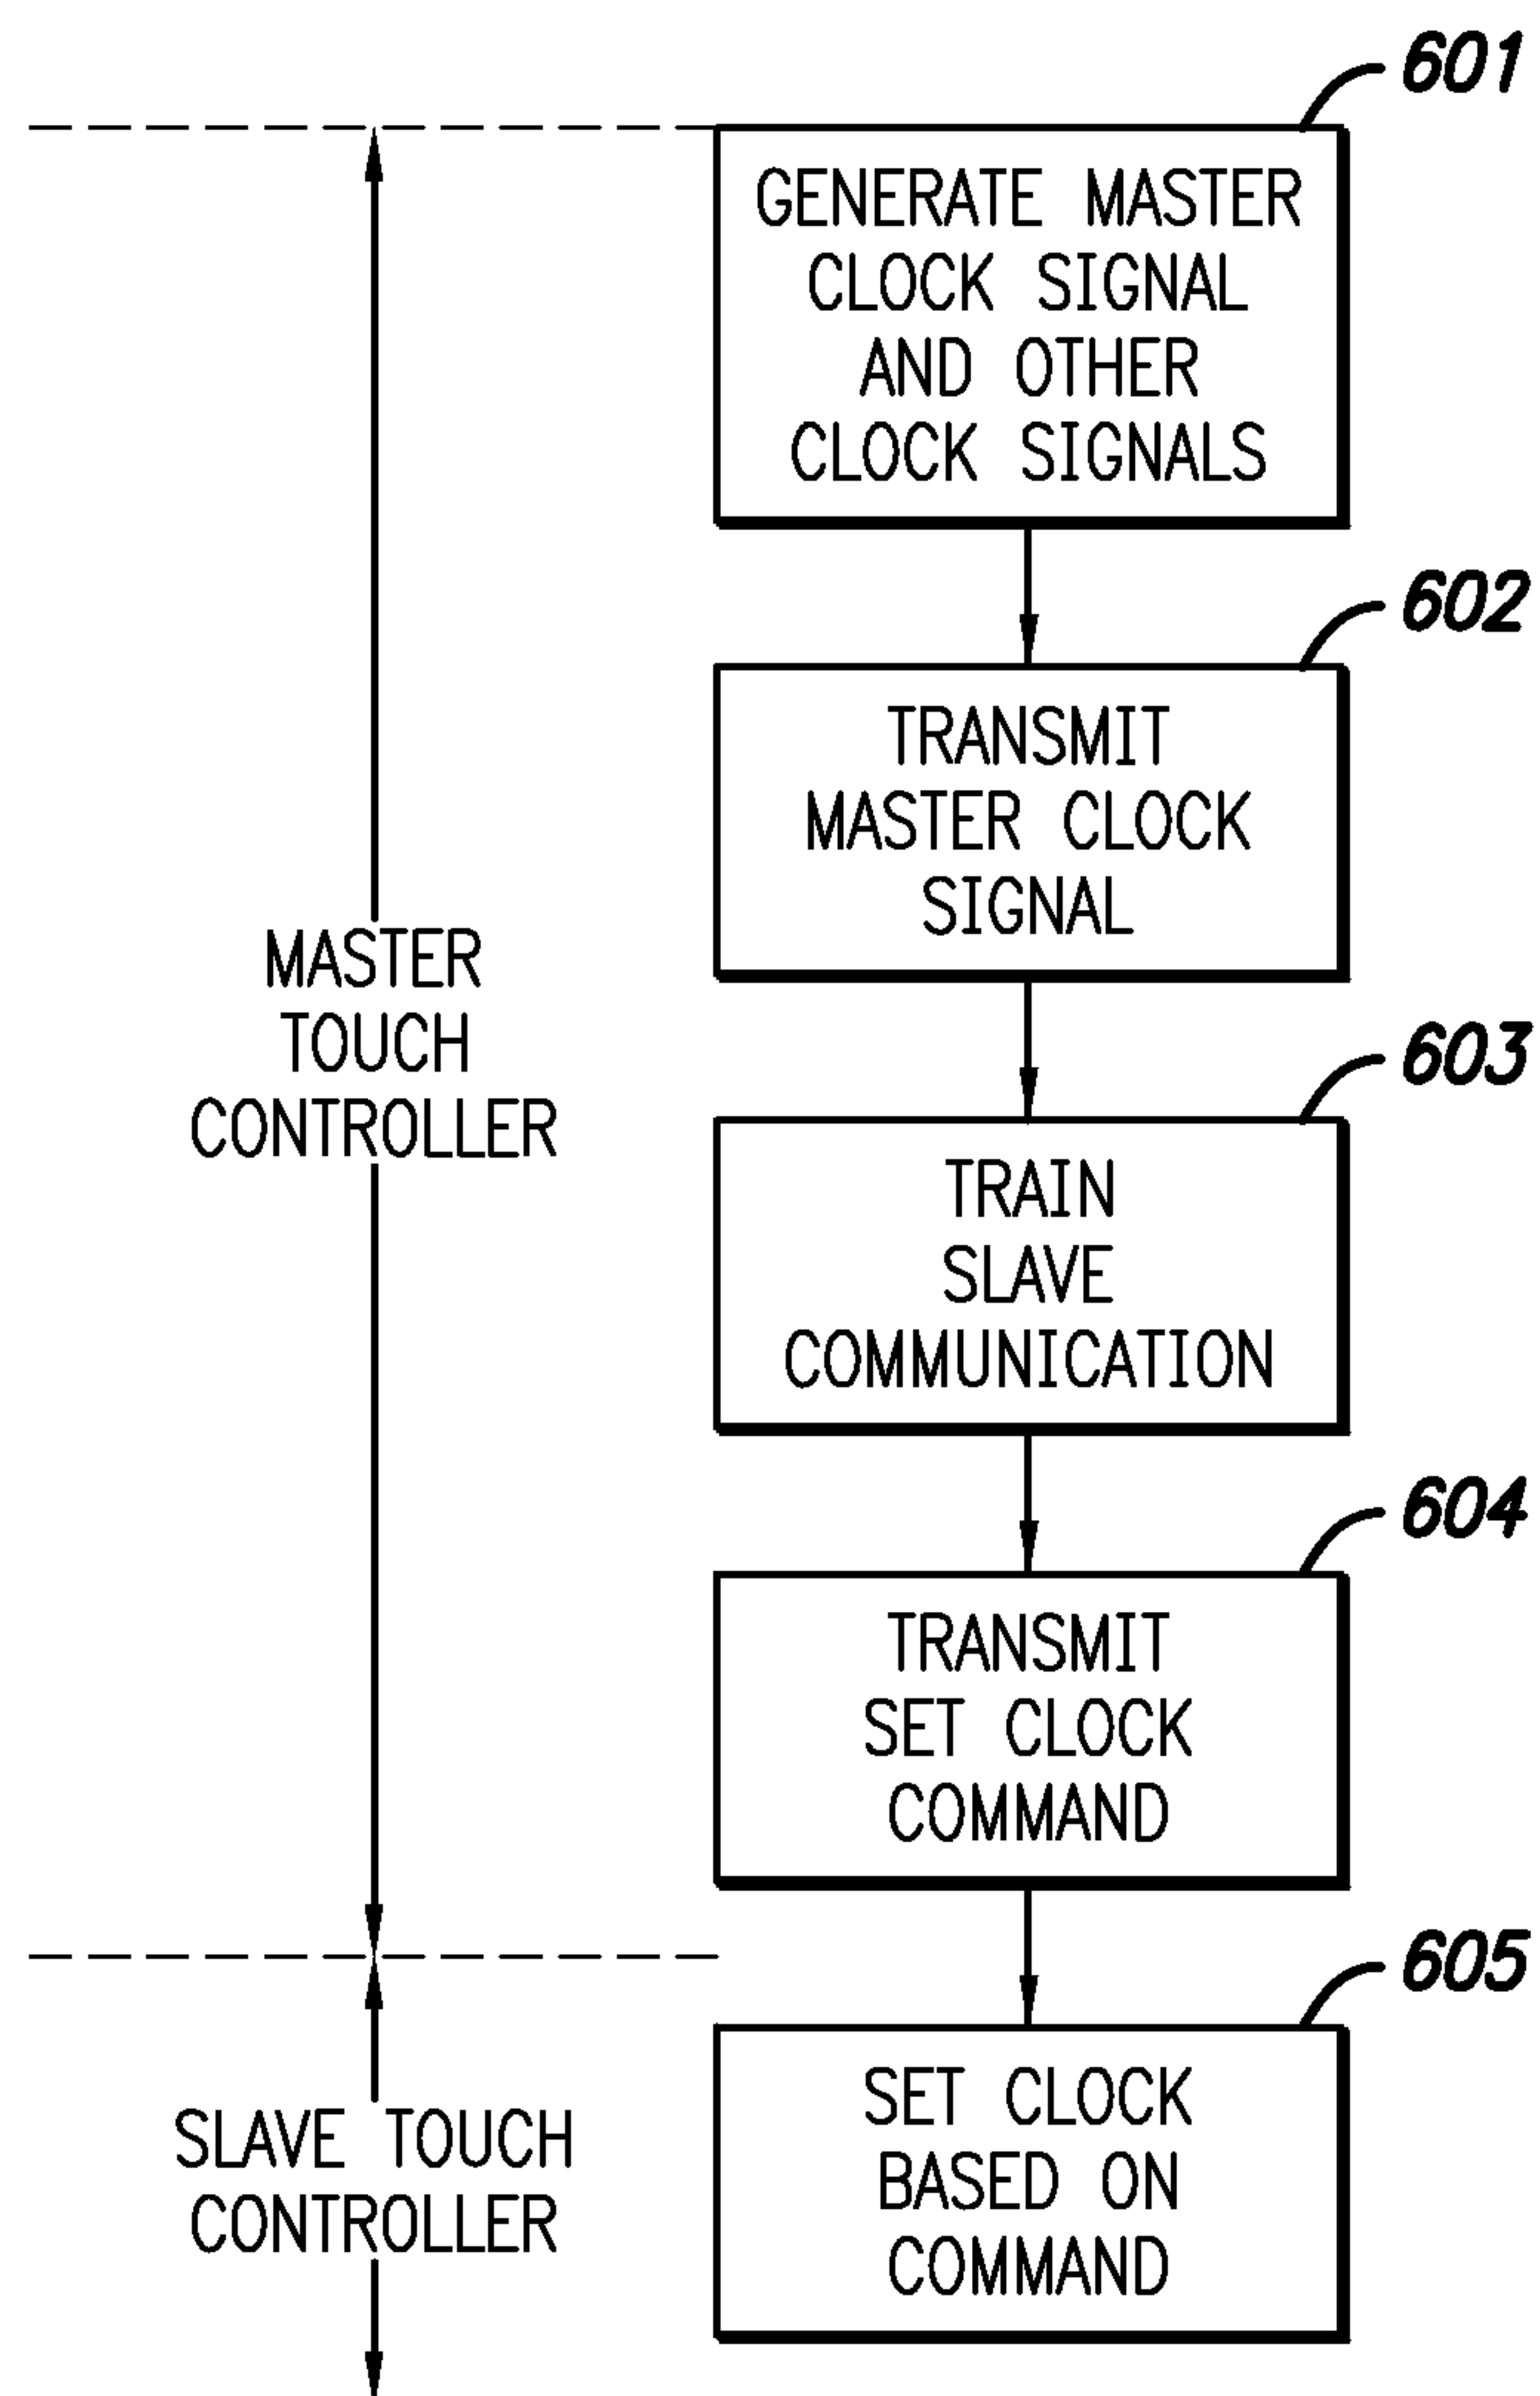 601
GENERATE MASTER
CLOCK SIGNAL
AND OTHER
CLOCK SIGNALS
602
TRANSMIT
MASTER CLOCK
SIGNAL
MASTER
TOUCH
CONTROLLER
603
TRAIN
SLAVE
COMMUNICATION
604
TRANSMIT
SET CLOCK
COMMAND
605
SET CLOCK
BASED ON
COMMAND
SLAVE TOUCH
CONTROLLER